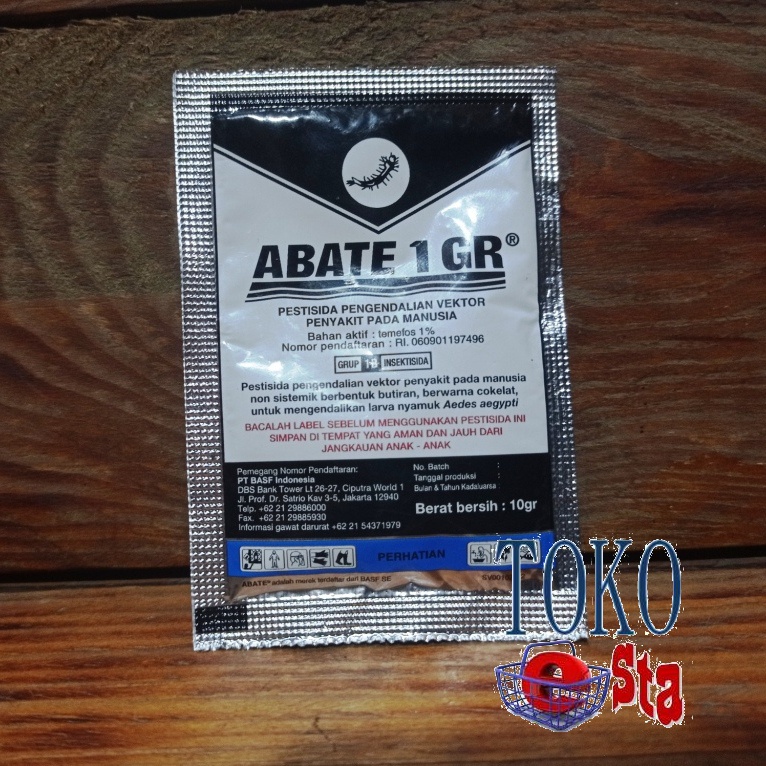 ABATE 1 GR®
PESTISIDA PENGENDALIAN VEKTOR
PENYAKIT PADA MANUSIA
Bahan aktif : temefos 1%
Nomor pendaftaran : RI. 060901197496
GRUP 1-B INSEKTISIDA
Pestisida pengendalian vektor penyakit pada manusia
non sistemik berbentuk butiran, berwarna cokelat,
untuk mengendalikan larva nyamuk Aedes aegypti
BACALAH LABEL SEBELUM MENGGUNAKAN PESTISIDA INI
SIMPAN DI TEMPAT YANG AMAN DAN JAUH DARI
JANGKAUAN ANAK - ANAK
Pemegang Nomor Pendaftaran:
PT BASF Indonesia
DBS Bank Tower Lt 26-27, Ciputra World 1
Jl. Prof. Dr. Satrio Kav 3-5, Jakarta 12940
Telp. +62 21 29886000
Fax. +62 21 29885930
Informasi gawat darurat +62 21 54371979
No. Batch :
Tanggal produksi :
Bulan & Tahun Kadaluarsa :
Berat bersih : 10gr
PERHATIAN
ABATE® adalah merek terdaftar dari BASF SE
TOKO
esta